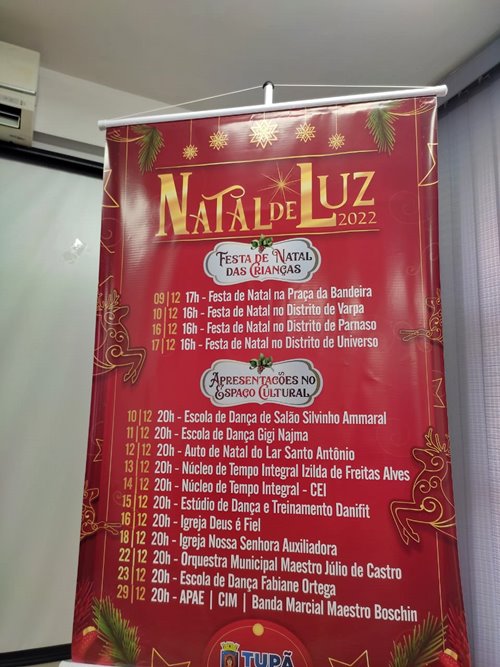 NATAL DE LUZ
2022
FESTA DE NATAL
DAS CRIANÇAS
09|12 17h - Festa de Natal na Praça da Bandeira
10|12 16h - Festa de Natal no Distrito de Varpa
16|12 16h - Festa de Natal no Distrito de Parnaso
17|12 16h - Festa de Natal no Distrito de Universo
APRESENTAÇÕES NO
ESPAÇO CULTURAL
10|12 20h - Escola de Dança de Salão Silvinho Ammaral
11|12 20h - Escola de Dança Gigi Najma
12|12 20h - Auto de Natal do Lar Santo Antônio
13|12 20h - Núcleo de Tempo Integral Izilda de Freitas Alves
14|12 20h - Núcleo de Tempo Integral - CEI
15|12 20h - Estúdio de Dança e Treinamento Danifit
16|12 20h - Igreja Deus é Fiel
18|12 20h - Igreja Nossa Senhora Auxiliadora
22|12 20h - Orquestra Municipal Maestro Júlio de Castro
23|12 20h - Escola de Dança Fabiane Ortega
29|12 20h - APAE | CIM | Banda Marcial Maestro Boschin
TUPÃ